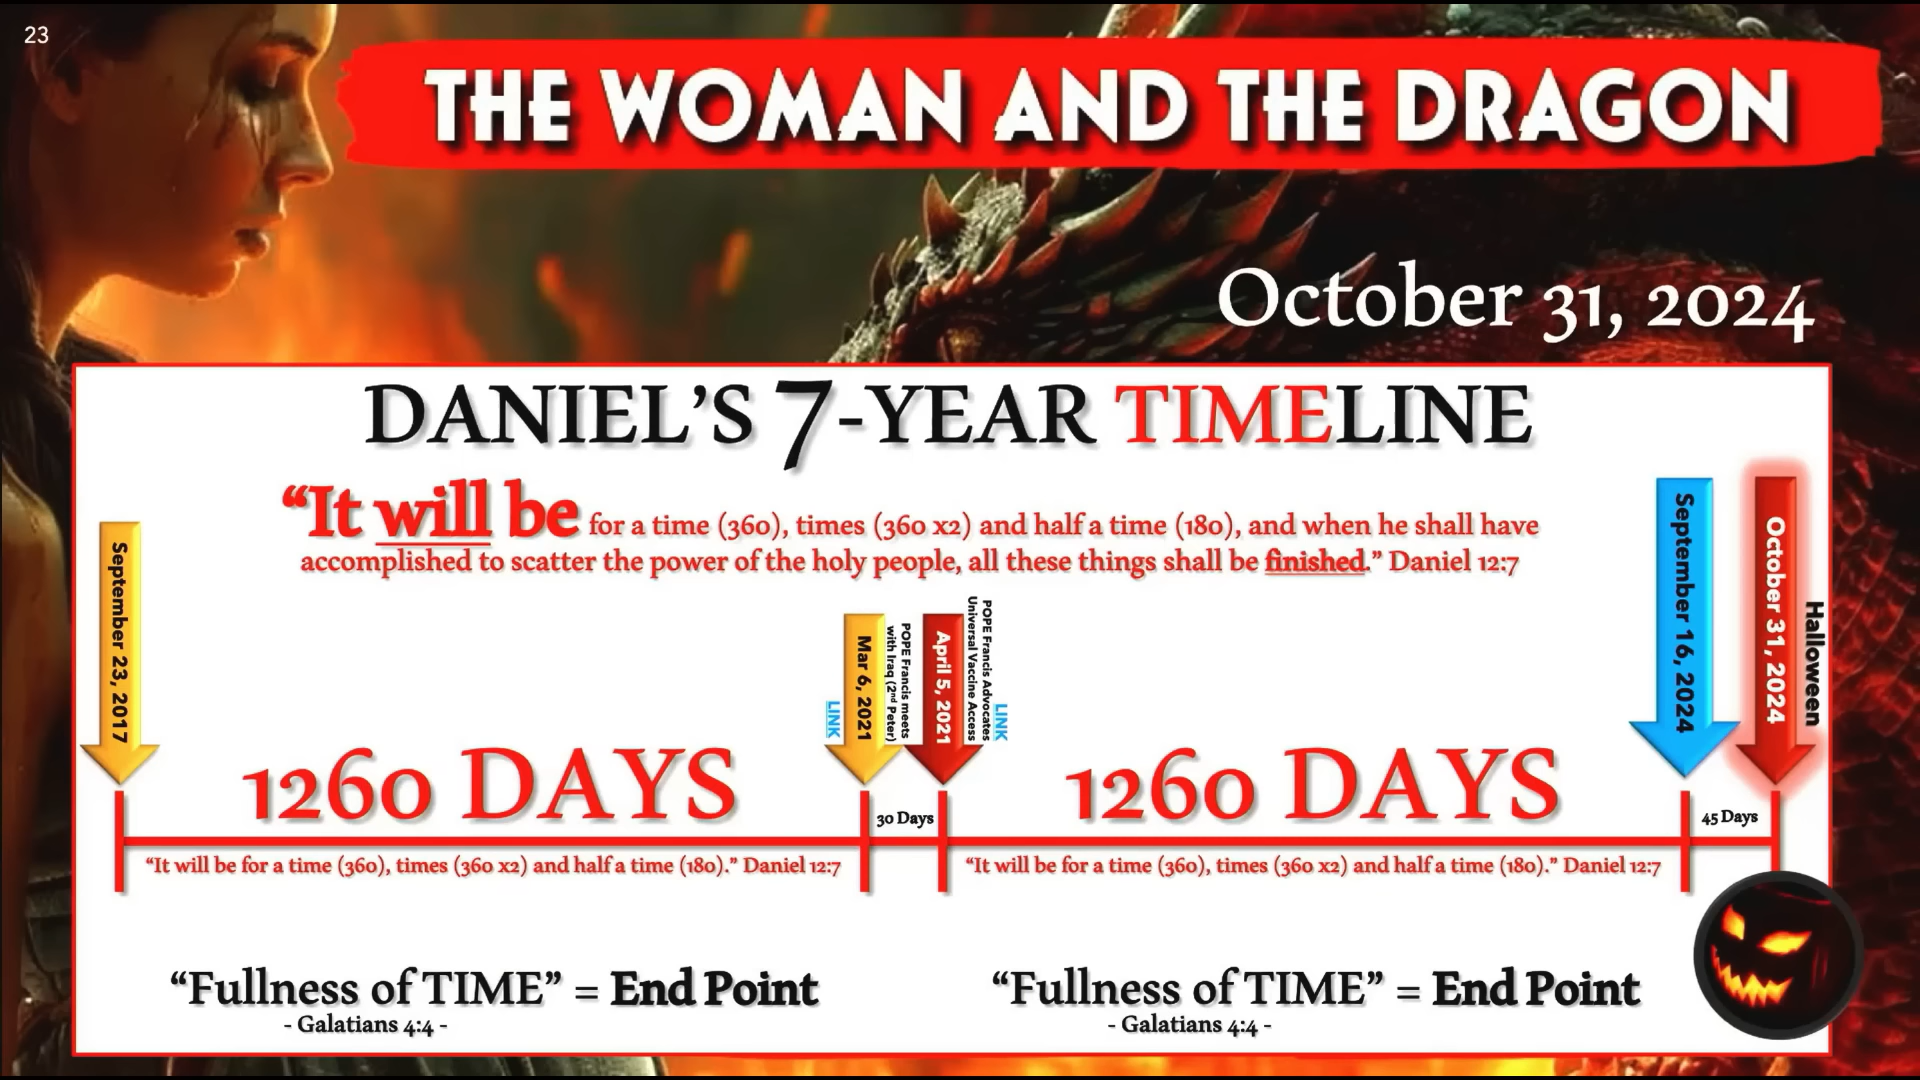 23
THE WOMAN AND THE DRAGON
October 31, 2024
DANIEL'S 7-YEAR TIMELINE
“It will be for a time (360), times (360 x2) and half a time (180), and when he shall have
accomplished to scatter the power of the holy people, all these things shall be finished.” Daniel 12:7
September 23, 2017
LINK
Mar 6, 2021
POPE Francis meets
with Iraq (2nd Peter)
April 5, 2021
POPE Francis Advocates
Universal Vaccine Access
LINK
September 16, 2024
October 31, 2024
Halloween
1260 DAYS
30 Days
1260 DAYS
45 Days
“It will be for a time (360), times (360 x2) and half a time (180).” Daniel 12:7
“It will be for a time (360), times (360 x2) and half a time (180).” Daniel 12:7
“Fullness of TIME” = End Point
- Galatians 4:4 -
“Fullness of TIME” = End Point
- Galatians 4:4 -